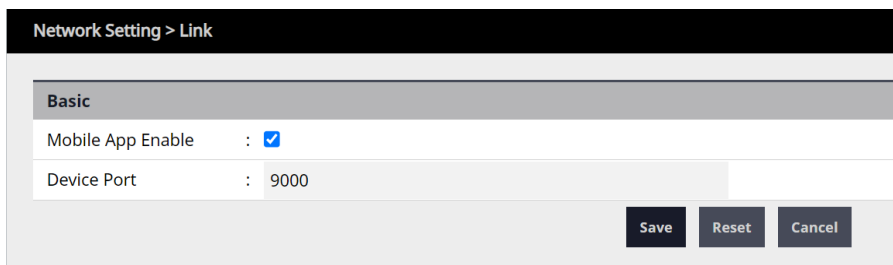 Network Setting > Link
Basic
Mobile App Enable :
Device Port : 9000
Save Reset Cancel